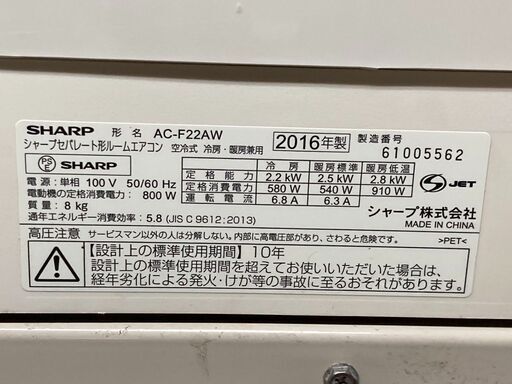 SHARP 形名 AC-F22AW 2016年製 製造番号
シャープセパレート形ルームエアコン 空冷式 冷房・暖房兼用 61005562
PS E SHARP
冷房 暖房標準 暖房低温
定格能力 2.2 kW 2.5 kW 2.8 kW
定格消費電力 580 W 540 W 910 W
運転電流 6.8 A 6.3 A
S JET
電源:単相 100 V 50/60 Hz
電動機の定格消費電力: 800 W
質量:8 kg
通年エネルギー消費効率:5.8 (JIS C 9612:2013)
シャープ株式会社
MADE IN CHINA
高圧注意 サービスマン以外の人は分解しない。内部に高電圧部があり、さわると危険です。 >PET<
【設計上の標準使用期間】10年
設計上の標準使用期間を超えてお使いいただいた場合は、
経年劣化による発火・けが等の事故に至るおそれがあります。